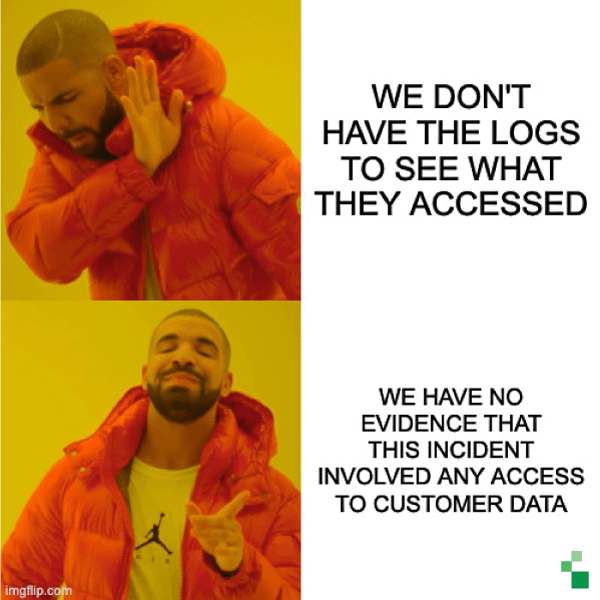 WE DON'T
HAVE THE LOGS
TO SEE WHAT
THEY ACCESSED
WE HAVE NO
EVIDENCE THAT
THIS INCIDENT
INVOLVED ANY ACCESS
TO CUSTOMER DATA
AIR
imgflip.com